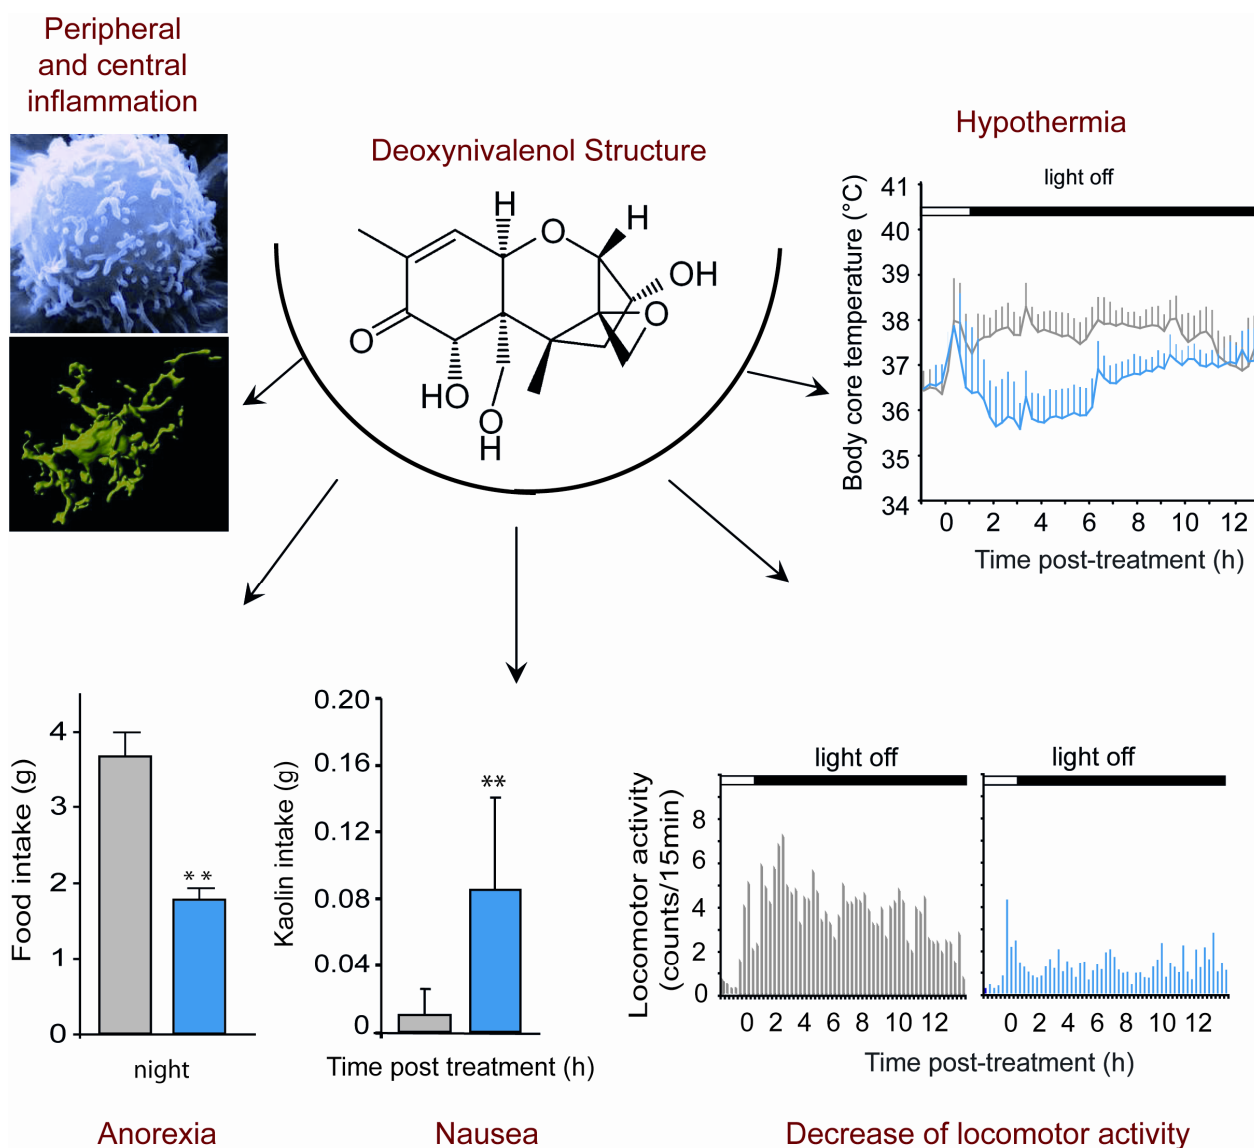 Peripheral
and central
inflammation
Deoxynivalenol Structure
H
O
H
OH
O
O
HO
O
H
Hypothermia
light off
Body core temperature (°C)
41
40
39
38
37
36
35
34
0 2 4 6 8 10 12
Time post-treatment (h)
Food intake (g)
4
3
2
1
0
**
night
Anorexia
Kaolin intake (g)
0.20
0.16
0.12
0.08
0.04
0
**
Time post treatment (h)
Nausea
Locomotor activity
(counts/15min)
light off
light off
8
6
4
2
0
0 2 4 6 8 10 12
0 2 4 6 8 10 12
Time post-treatment (h)
Decrease of locomotor activity